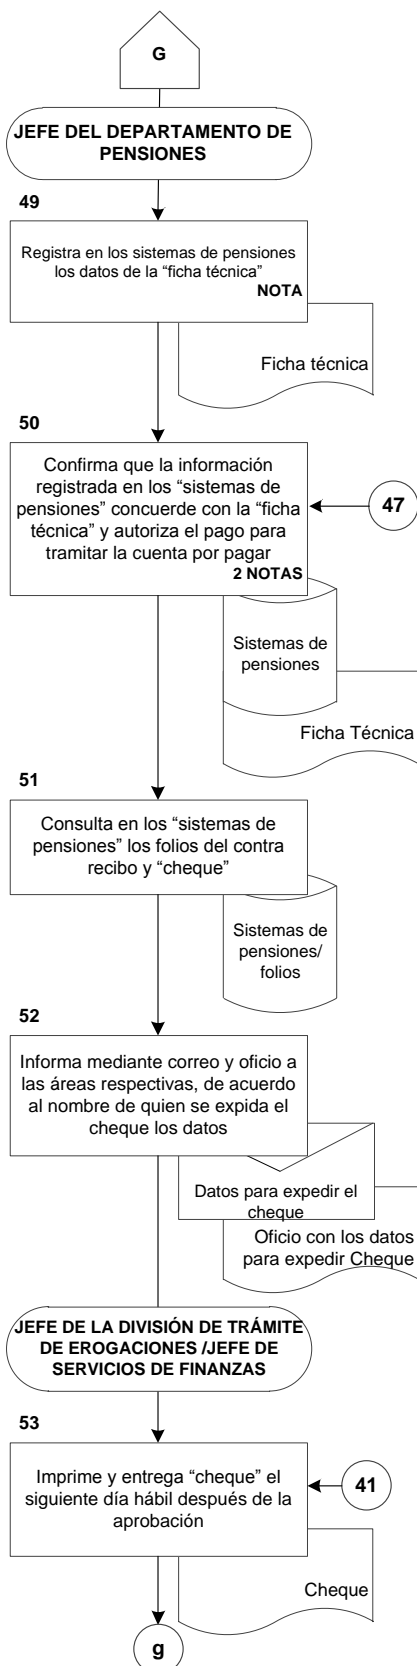 G
JEFE DEL DEPARTAMENTO DE
PENSIONES
49
Registra en los sistemas de pensiones
los datos de la “ficha técnica”
NOTA
Ficha técnica
50
Confirma que la información
registrada en los “sistemas de
pensiones” concuerde con la “ficha
técnica” y autoriza el pago para
tramitar la cuenta por pagar
2 NOTAS
47
Sistemas de
pensiones
Ficha Técnica
51
Consulta en los “sistemas de
pensiones” los folios del contra
recibo y “cheque”
Sistemas de
pensiones/
folios
52
Informa mediante correo y oficio a
las áreas respectivas, de acuerdo
al nombre de quien se expida el
cheque los datos
Datos para expedir el
cheque
Oficio con los datos
para expedir Cheque
JEFE DE LA DIVISIÓN DE TRÁMITE
DE EROGACIONES /JEFE DE
SERVICIOS DE FINANZAS
53
Imprime y entrega “cheque” el
siguiente día hábil después de la
aprobación
41
Cheque
g